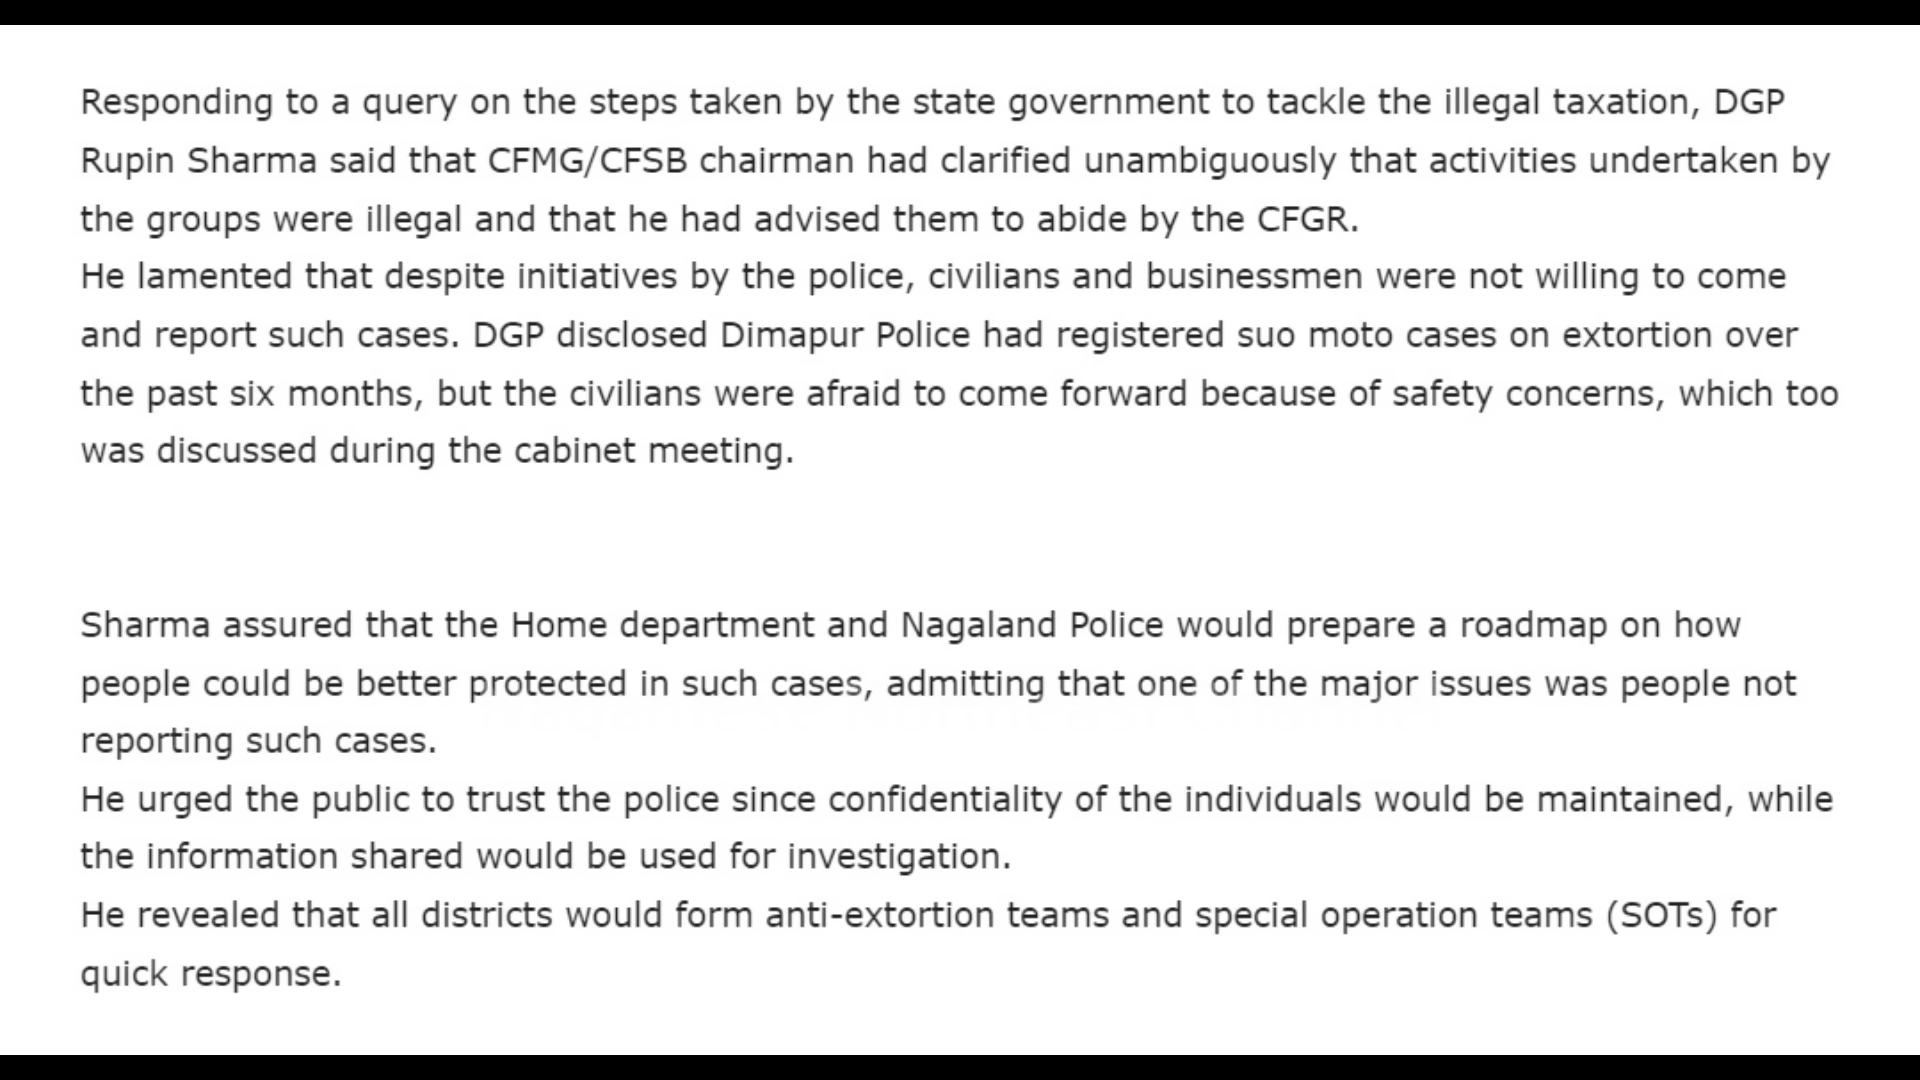 Responding to a query on the steps taken by the state government to tackle the illegal taxation, DGP
Rupin Sharma said that CFMG/CFSB chairman had clarified unambiguously that activities undertaken by
the groups were illegal and that he had advised them to abide by the CFGR.
He lamented that despite initiatives by the police, civilians and businessmen were not willing to come
and report such cases. DGP disclosed Dimapur Police had registered suo moto cases on extortion over
the past six months, but the civilians were afraid to come forward because of safety concerns, which too
was discussed during the cabinet meeting.
Sharma assured that the Home department and Nagaland Police would prepare a roadmap on how
people could be better protected in such cases, admitting that one of the major issues was people not
reporting such cases.
He urged the public to trust the police since confidentiality of the individuals would be maintained, while
the information shared would be used for investigation.
He revealed that all districts would form anti-extortion teams and special operation teams (SOTs) for
quick response.